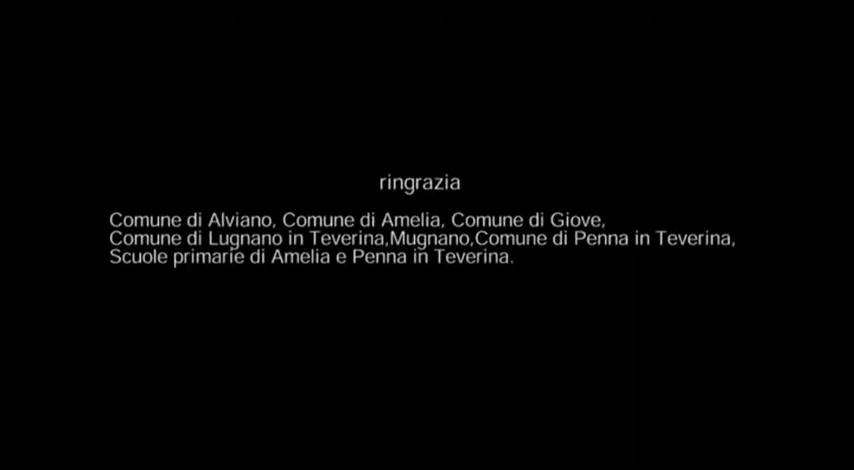 ringrazia
Comune di Alviano, Comune di Amelia, Comune di Giove,
Comune di Lugnano in Teverina,Mugnano,Comune di Penna in Teverina,
Scuole primarie di Amelia e Penna in Teverina.